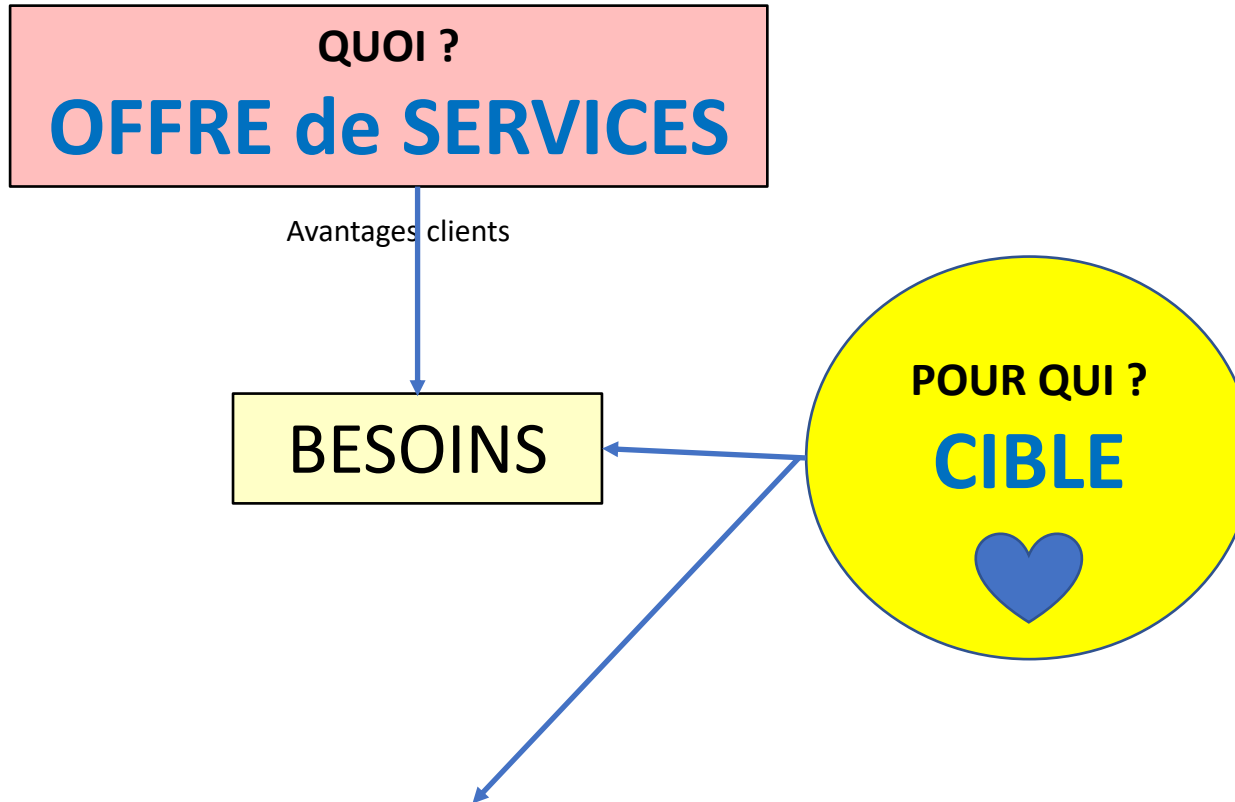 QUOI ?
OFFRE de SERVICES
Avantages clients
BESOINS
POUR QUI ?
CIBLE